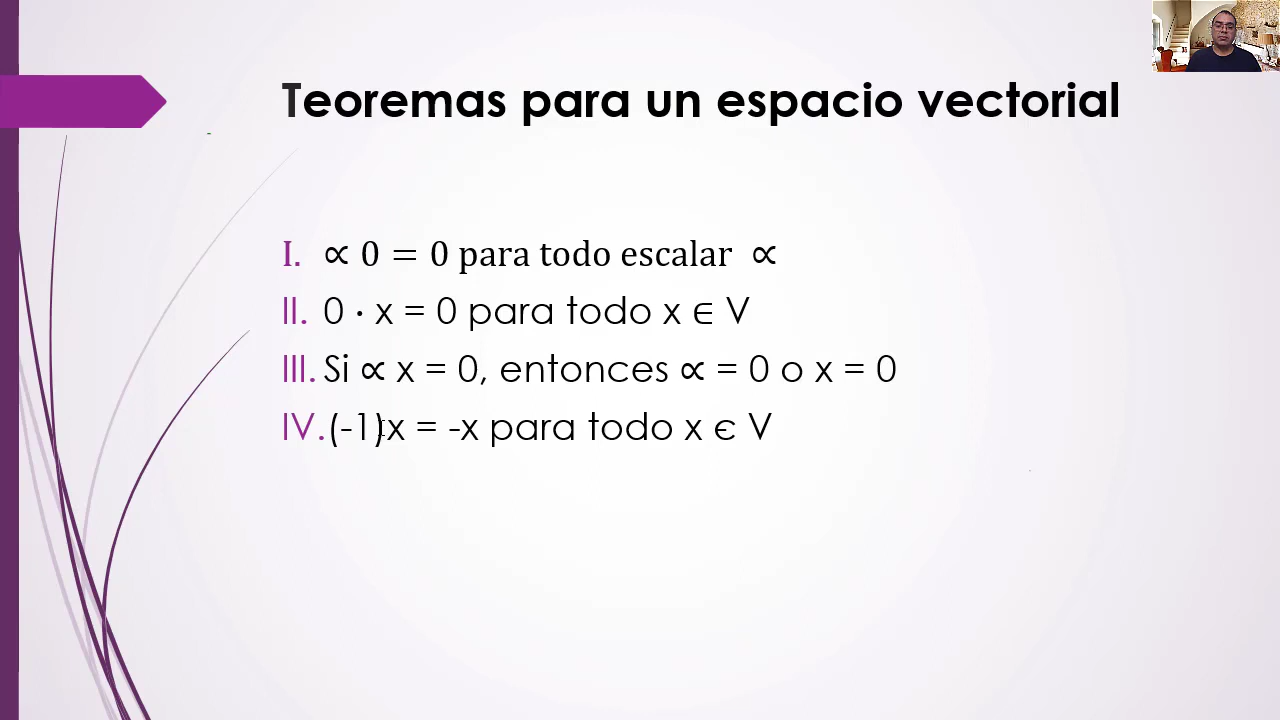 Teoremas para un espacio vectorial
I. ∝ 0 = 0 para todo escalar ∝
II. 0 · x = 0 para todo x ∈ V
III. Si ∝ x = 0, entonces ∝ = 0 o x = 0
IV. (-1)x = -x para todo x є V